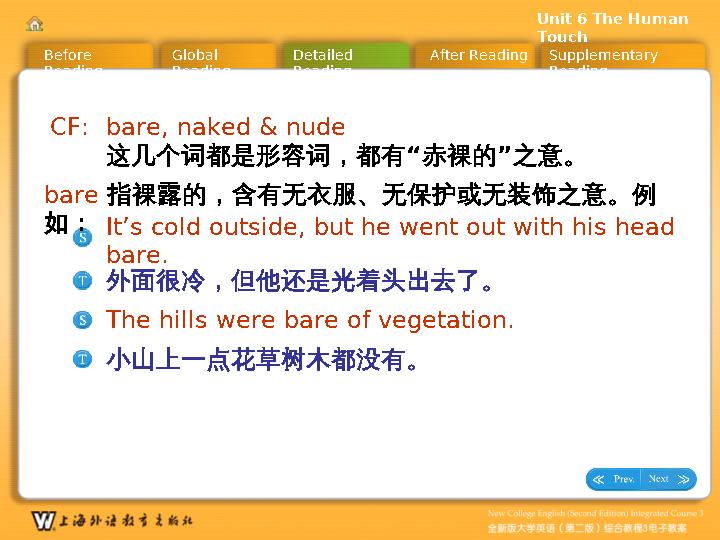 Unit 6 The Human
Touch
Before
Reading
Global
Reading
Detailed
Reading
After Reading
Supplementary
Reading
CF: bare, naked & nude
这几个词都是形容词，都有“赤裸的”之意。
bare 指裸露的，含有无衣服、无保护或无装饰之意。例
如：
S It’s cold outside, but he went out with his head
bare.
T 外面很冷，但他还是光着头出去了。
S The hills were bare of vegetation.
T 小山上一点花草树木都没有。
Prev. Next
W 上海外语教育出版社
New College English (Second Edition) Integrated Course 3
全新版大学英语（第二版）综合教程3电子教案